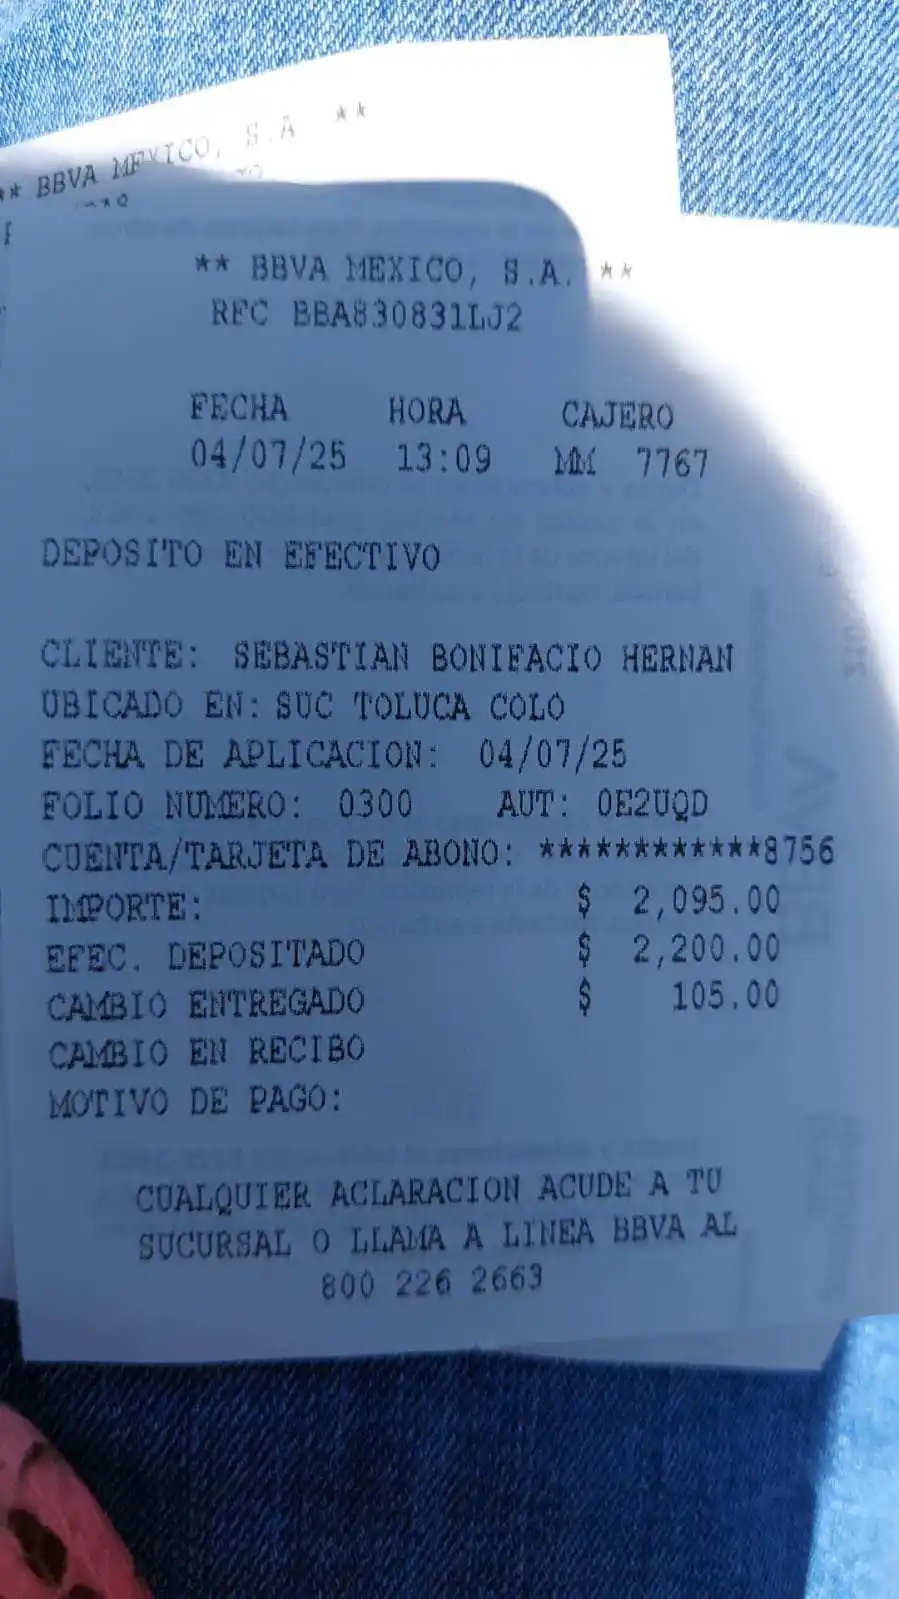 ** BBVA MEXICO, S.A. **
** BBVA MEXICO, S.A. **
RFC BBA830831LJ2
FECHA HORA CAJERO
04/07/25 13:09 MM 7767
DEPOSITO EN EFECTIVO
CLIENTE: SEBASTIAN BONIFACIO HERNAN
UBICADO EN: SUC TOLUCA COLO
FECHA DE APLICACION: 04/07/25
FOLIO NUMERO: 0300 AUT: 0E2UQD
CUENTA/TARJETA DE ABONO: ************8756
IMPORTE: $ 2,095.00
EFEC. DEPOSITADO $ 2,200.00
CAMBIO ENTREGADO $ 105.00
CAMBIO EN RECIBO
MOTIVO DE PAGO:
CUALQUIER ACLARACION ACUDE A TU
SUCURSAL O LLAMA A LINEA BBVA AL
800 226 2663